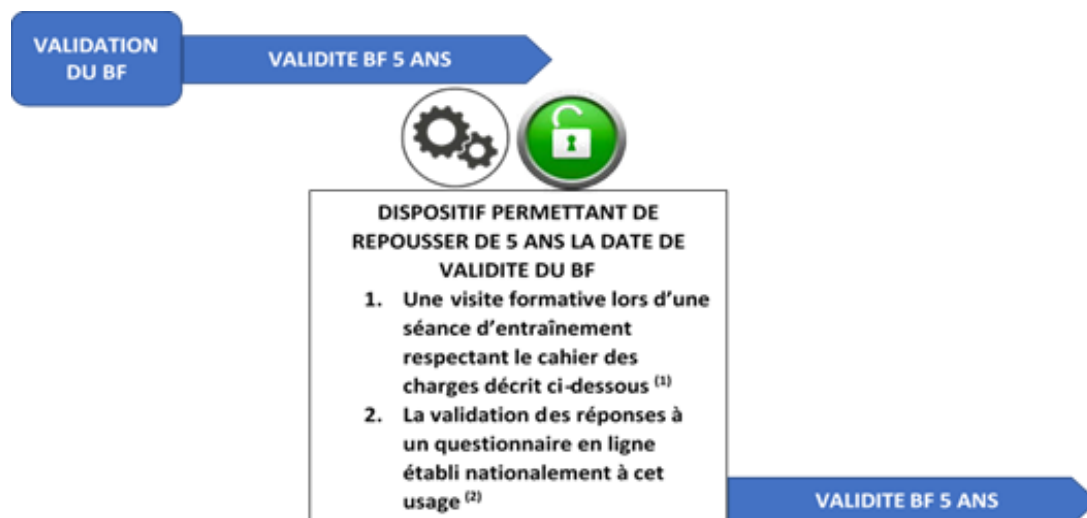 VALIDATION
DU BF
VALIDITE BF 5 ANS
DISPOSITIF PERMETTANT DE
REPOUSSER DE 5 ANS LA DATE DE
VALIDITE DU BF
1. Une visite formative lors d’une
séance d’entraînement
respectant le cahier des
charges décrit ci-dessous (1)
2. La validation des réponses à
un questionnaire en ligne
établi nationalement à cet
usage (2)
VALIDITE BF 5 ANS